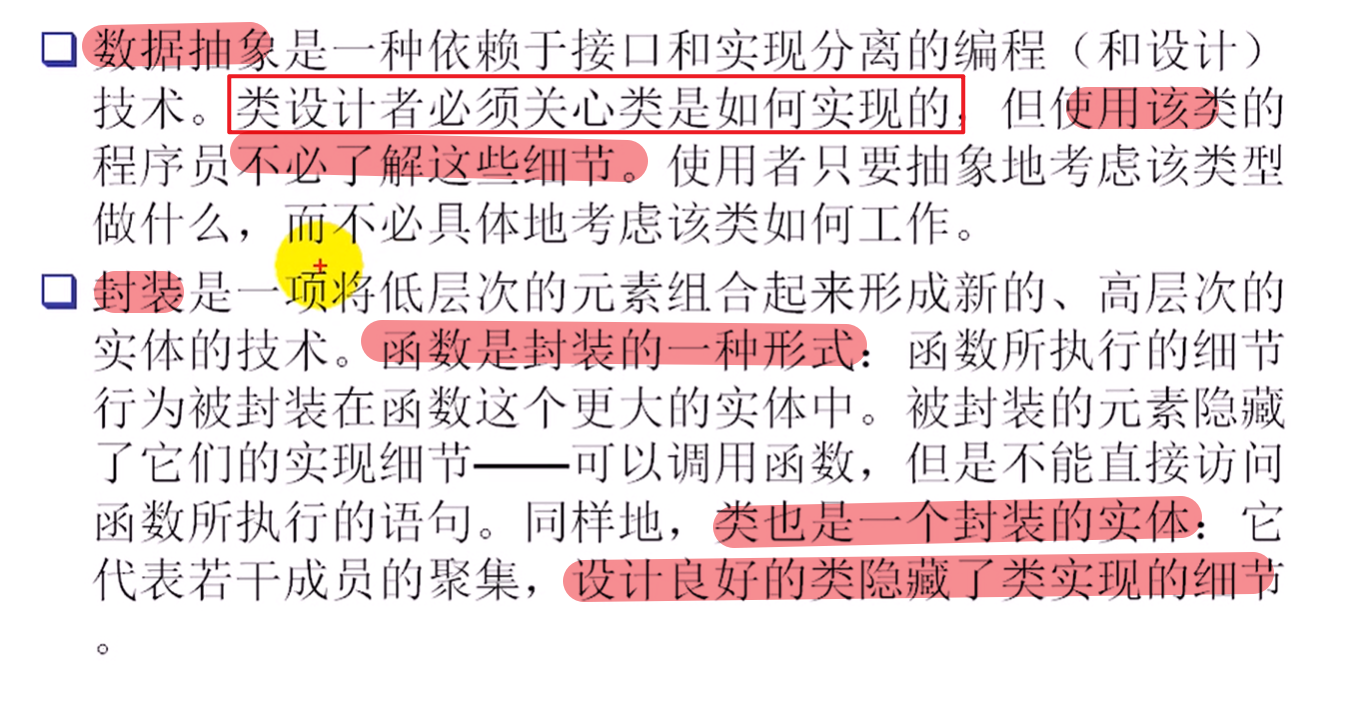 数据抽象是一种依赖于接口和实现分离的编程（和设计）
技术。类设计者必须关心类是如何实现的，但使用该类的
程序员不必了解这些细节。使用者只要抽象地考虑该类型
做什么，而不必具体地考虑该类如何工作。
封装是一项将低层次的元素组合起来形成新的、高层次的
实体的技术。函数是封装的一种形式：函数所执行的细节
行为被封装在函数这个更大的实体中。被封装的元素隐藏
了它们的实现细节——可以调用函数，但是不能直接访问
函数所执行的语句。同样地，类也是一个封装的实体：它
代表若干成员的聚集，设计良好的类隐藏了类实现的细节
。